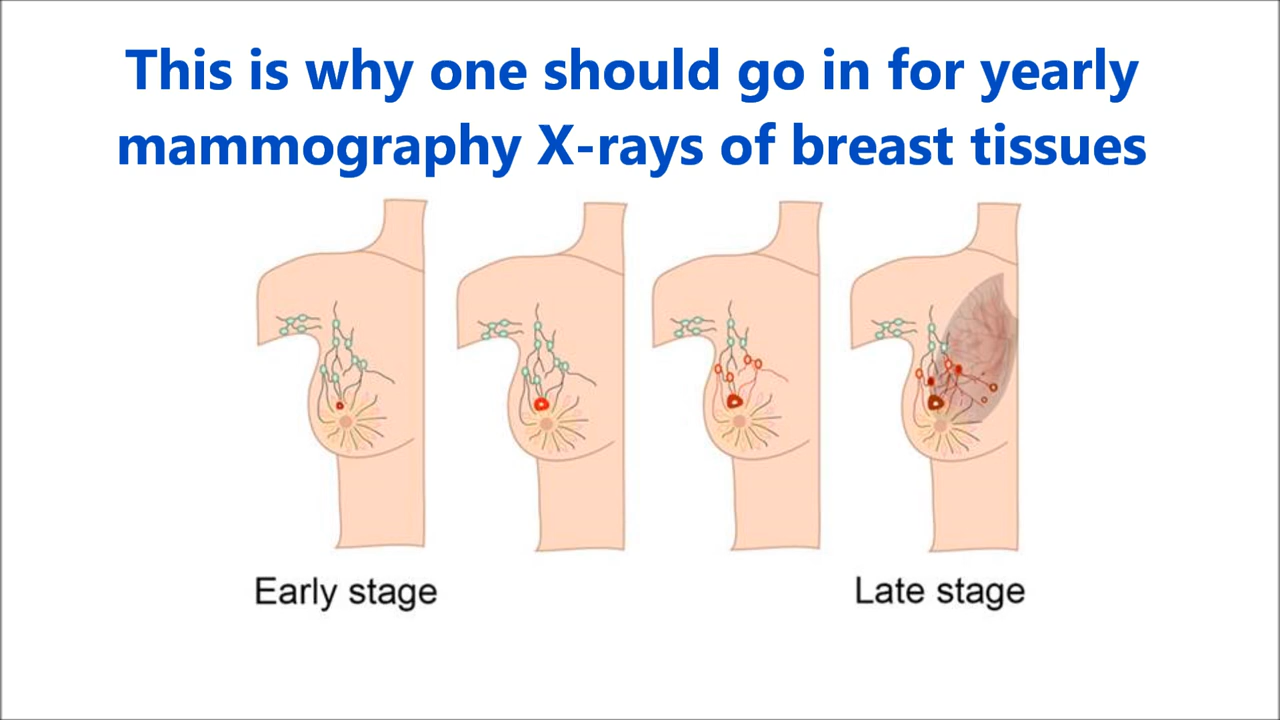 This is why one should go in for yearly
mammography X-rays of breast tissues
Early stage
Late stage